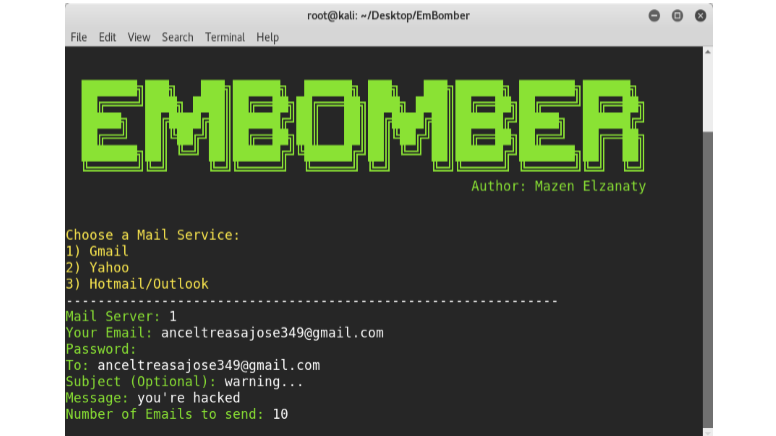 root@kali: ~/Desktop/EmBomber
File Edit View Search Terminal Help
EMBOMBER
Author: Mazen Elzanaty
Choose a Mail Service:
1) Gmail
2) Yahoo
3) Hotmail/Outlook
--------------------------------------------------------------
Mail Server: 1
Your Email: anceltreasajose349@gmail.com
Password:
To: anceltreasajose349@gmail.com
Subject (Optional): warning...
Message: you're hacked
Number of Emails to send: 10